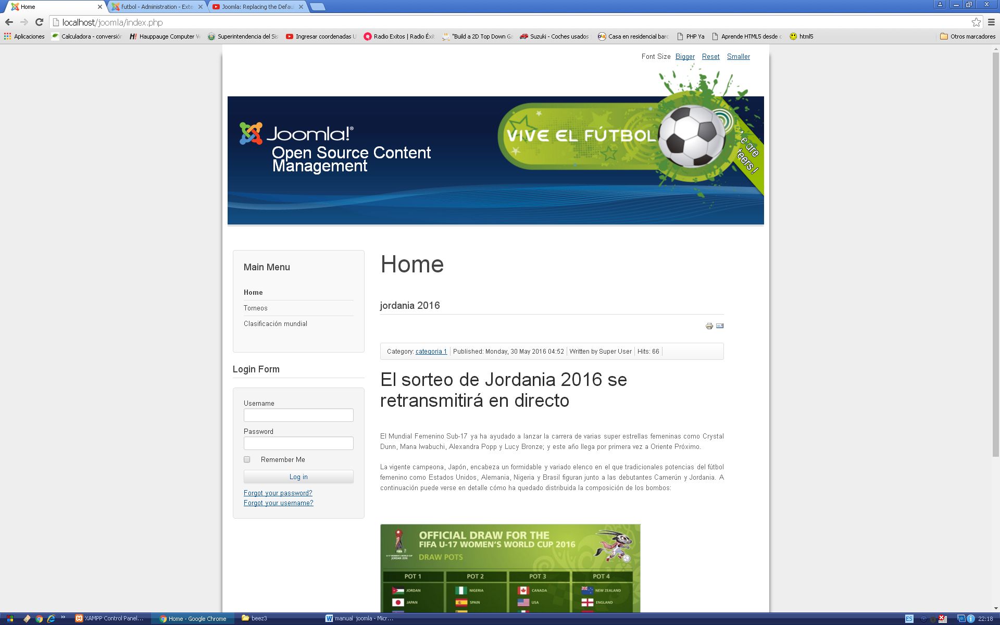 Home
futbol - Administration - Exte
Joomla: Replacing the Defau
localhost/joomla/index.php
Aplicaciones
Calculadora - conversión
Hauppauge Computer W
Superintendencia del Sis
Ingresar coordenadas U
Radio Exitos | Radio Éxit
"Build a 2D Top Down Ga
Suzuki - Coches usados
Casa en residencial barc
PHP Ya
Aprende HTML5 desde c
html5
Otros marcadores
Font Size Bigger Reset Smaller
Joomla!®
Open Source Content
Management
VIVE EL FÚTBOL
e are
teers !
Main Menu
Home
Torneos
Clasificación mundial
Login Form
Username
Password
Remember Me
Log in
Forgot your password?
Forgot your username?
Home
jordania 2016
Category: categoria 1 Published: Monday, 30 May 2016 04:52 Written by Super User Hits: 66
El sorteo de Jordania 2016 se
retransmitirá en directo
El Mundial Femenino Sub-17 ya ha ayudado a lanzar la carrera de varias super estrellas femeninas como Crystal
Dunn, Mana Iwabuchi, Alexandra Popp y Lucy Bronze; y este año llega por primera vez a Oriente Próximo.
La vigente campeona, Japón, encabeza un formidable y variado elenco en el que tradicionales potencias del fútbol
femenino como Estados Unidos, Alemania, Nigeria y Brasil figuran junto a las debutantes Camerún y Jordania. A
continuación puede verse en detalle cómo ha quedado distribuida la composición de los bombos:
FIFA
U-17 WOMEN'S WORLD CUP
JORDAN 2016
OFFICIAL DRAW FOR THE
FIFA U-17 WOMEN'S WORLD CUP 2016
DRAW POTS
POT 1 POT 2 POT 3 POT 4
JORDAN NIGERIA CANADA NEW ZEALAND
JAPAN SPAIN USA ENGLAND
XAMPP Control Panel...
Home - Google Chrome
beez3
manual joomla - Micr...
ES
22:18